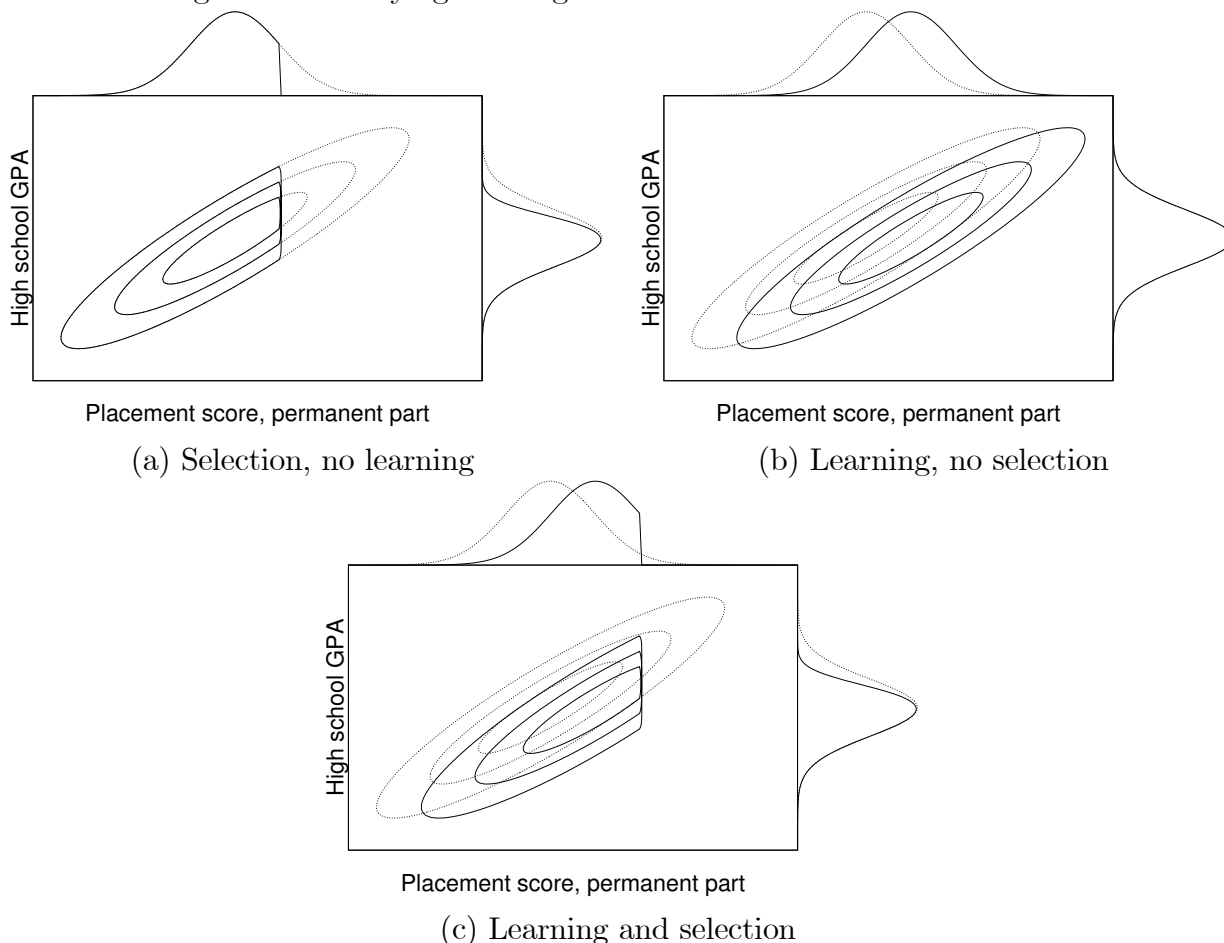 High school GPA
Placement score, permanent part
(a) Selection, no learning
High school GPA
Placement score, permanent part
(b) Learning, no selection
High school GPA
Placement score, permanent part
(c) Learning and selection